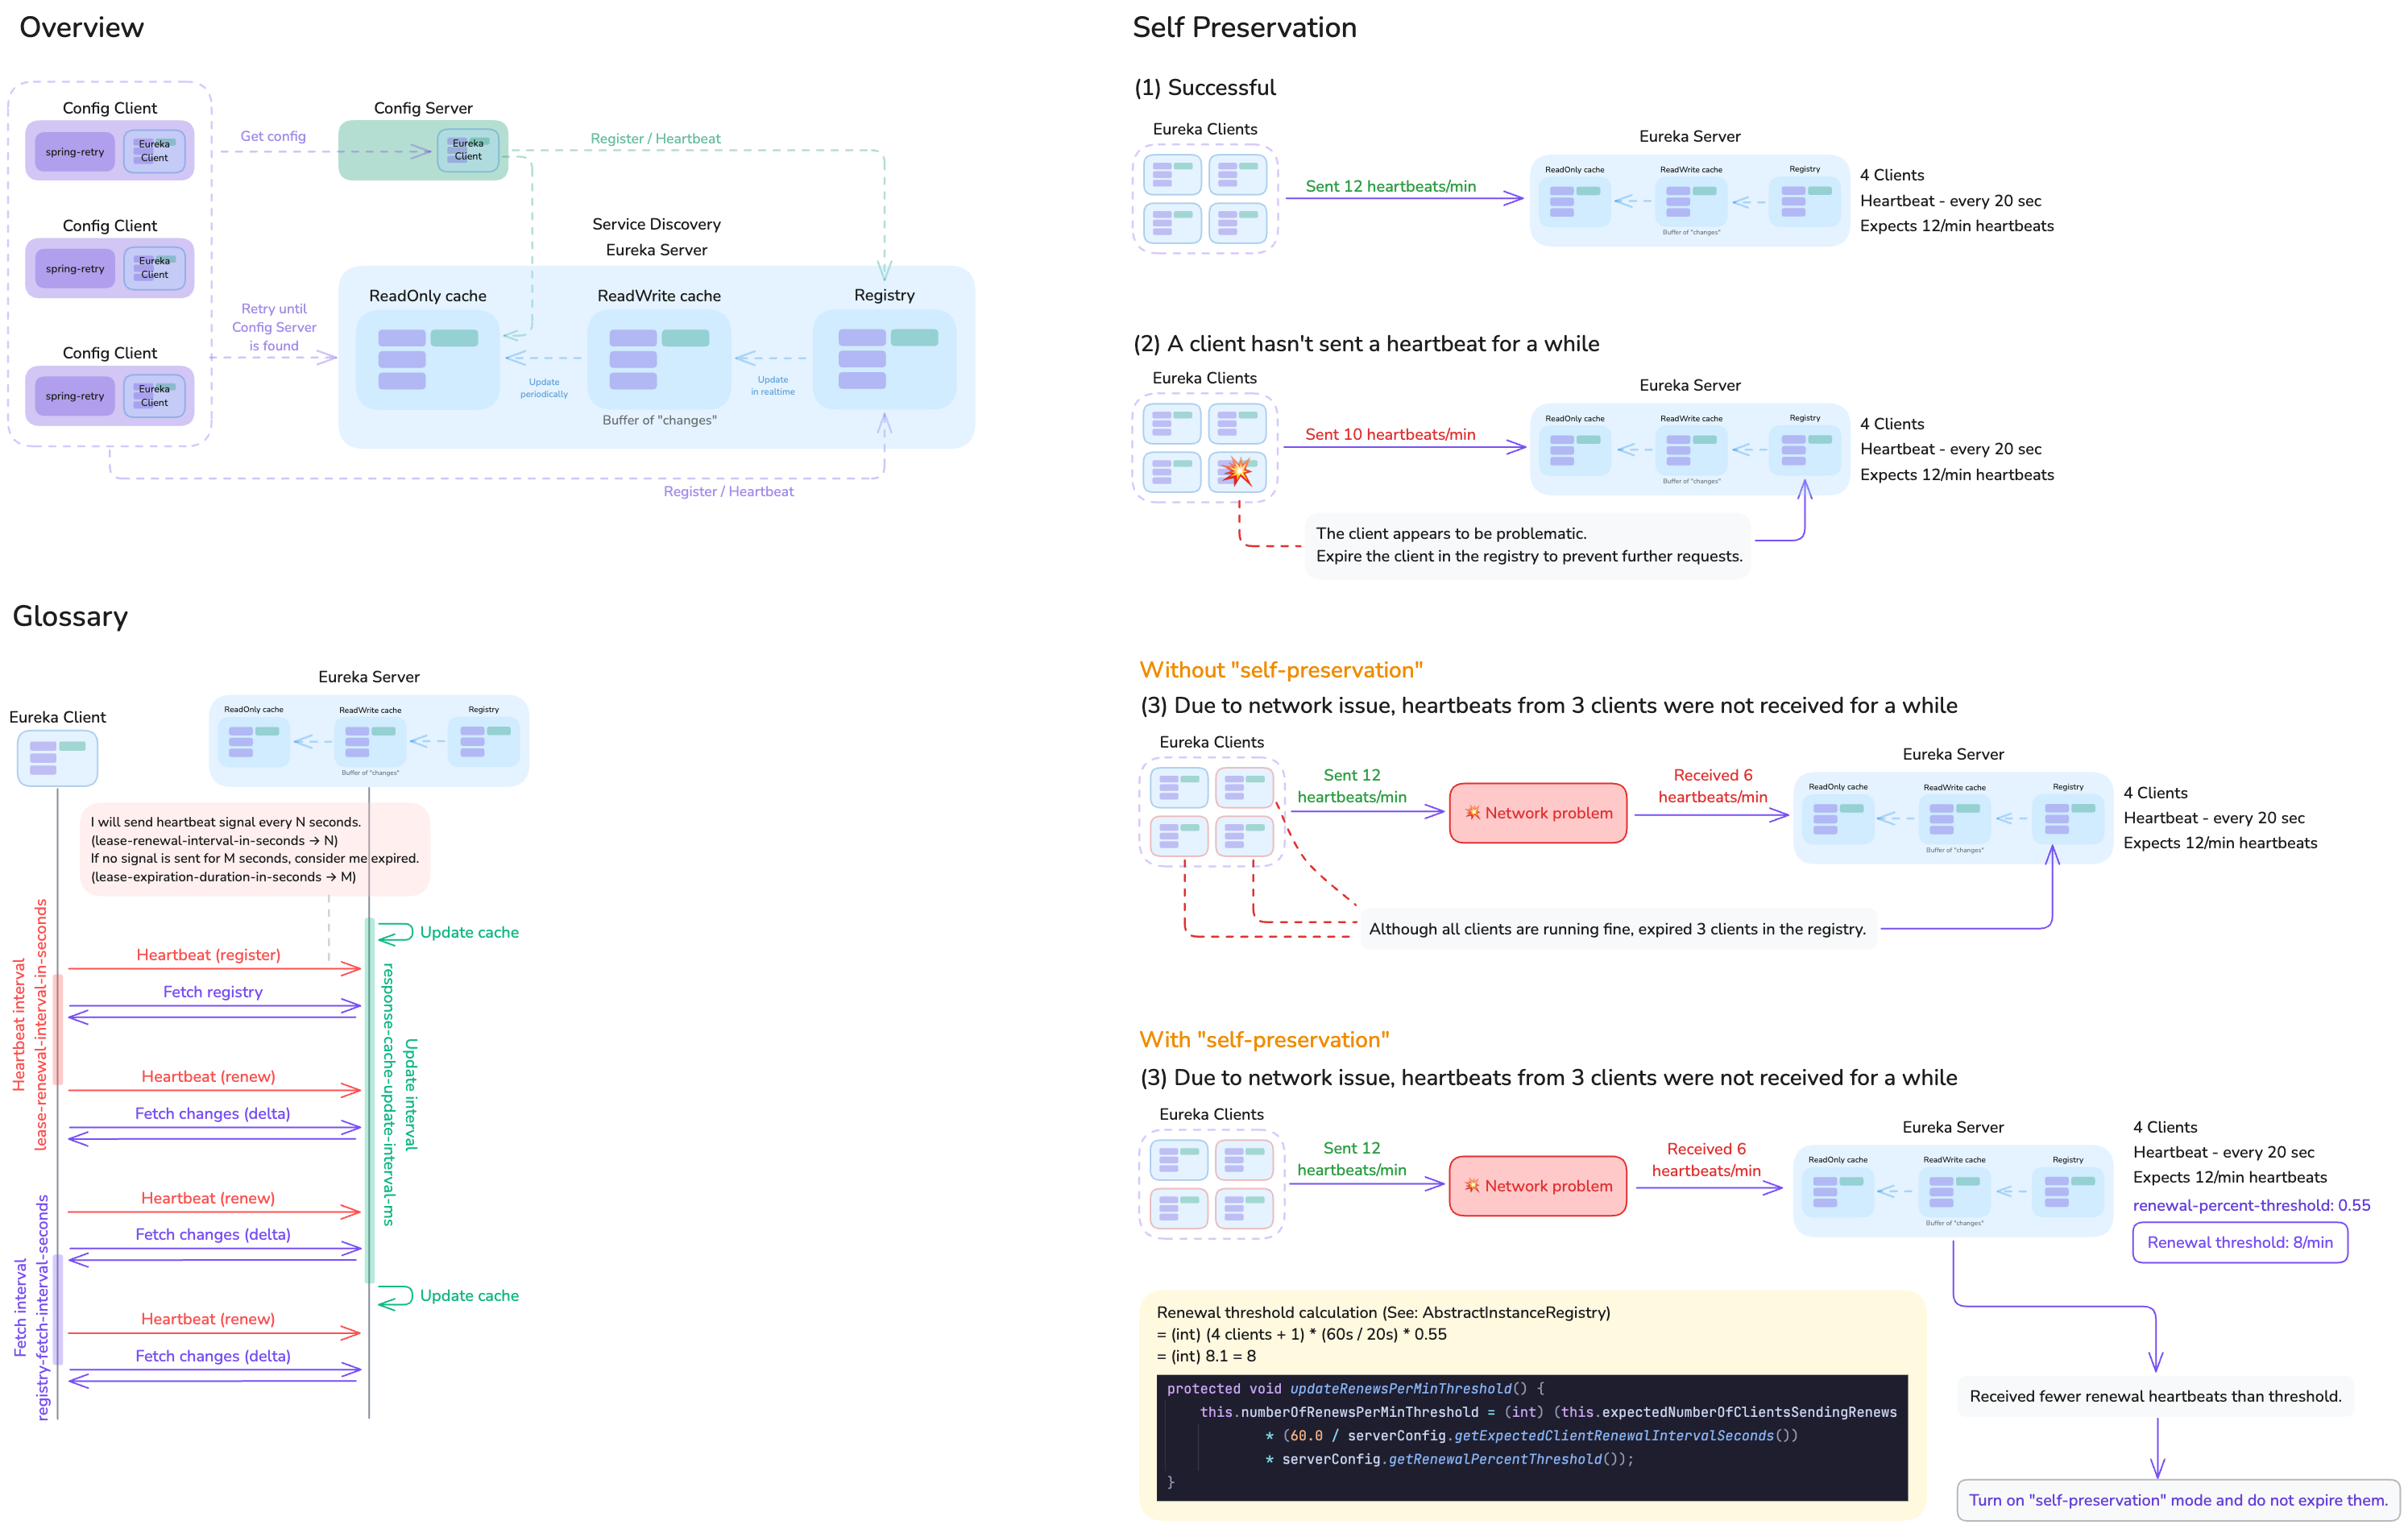 Overview
Config Client
spring-retry
Eureka
Client
Config Client
spring-retry
Eureka
Client
Config Client
spring-retry
Eureka
Client
Get config
Config Server
Eureka
Client
Register / Heartbeat
Retry until
Config Server
is found
Service Discovery
Eureka Server
ReadOnly cache
ReadWrite cache
Registry
Update
periodically
Update
in realtime
Buffer of "changes"
Register / Heartbeat
Glossary
Eureka Client
Eureka Server
ReadOnly cache
ReadWrite cache
Registry
Buffer of "changes"
I will send heartbeat signal every N seconds.
(lease-renewal-interval-in-seconds → N)
If no signal is sent for M seconds, consider me expired.
(lease-expiration-duration-in-seconds → M)
Update cache
Heartbeat interval
lease-renewal-interval-in-seconds
Heartbeat (register)
Fetch registry
Heartbeat (renew)
Fetch changes (delta)
Update interval
response-cache-update-interval-ms
Fetch interval
registry-fetch-interval-seconds
Heartbeat (renew)
Fetch changes (delta)
Update cache
Heartbeat (renew)
Fetch changes (delta)
Self Preservation
(1) Successful
Eureka Clients
Sent 12 heartbeats/min
Eureka Server
ReadOnly cache
ReadWrite cache
Registry
Buffer of "changes"
4 Clients
Heartbeat - every 20 sec
Expects 12/min heartbeats
(2) A client hasn't sent a heartbeat for a while
Eureka Clients
Sent 10 heartbeats/min
Eureka Server
ReadOnly cache
ReadWrite cache
Registry
Buffer of "changes"
4 Clients
Heartbeat - every 20 sec
Expects 12/min heartbeats
The client appears to be problematic.
Expire the client in the registry to prevent further requests.
Without "self-preservation"
(3) Due to network issue, heartbeats from 3 clients were not received for a while
Eureka Clients
Sent 12
heartbeats/min
Network problem
Received 6
heartbeats/min
Eureka Server
ReadOnly cache
ReadWrite cache
Registry
Buffer of "changes"
4 Clients
Heartbeat - every 20 sec
Expects 12/min heartbeats
Although all clients are running fine, expired 3 clients in the registry.
With "self-preservation"
(3) Due to network issue, heartbeats from 3 clients were not received for a while
Eureka Clients
Sent 12
heartbeats/min
Network problem
Received 6
heartbeats/min
Eureka Server
ReadOnly cache
ReadWrite cache
Registry
Buffer of "changes"
4 Clients
Heartbeat - every 20 sec
Expects 12/min heartbeats
renewal-percent-threshold: 0.55
Renewal threshold: 8/min
Renewal threshold calculation (See: AbstractInstanceRegistry)
= (int) (4 clients + 1) * (60s / 20s) * 0.55
= (int) 8.1 = 8
protected void updateRenewsPerMinThreshold() {
this.numberOfRenewsPerMinThreshold = (int) (this.expectedNumberOfClientsSendingRenews
* (60.0 / serverConfig.getExpectedClientRenewalIntervalSeconds())
* serverConfig.getRenewalPercentThreshold());
}
Received fewer renewal heartbeats than threshold.
Turn on "self-preservation" mode and do not expire them.